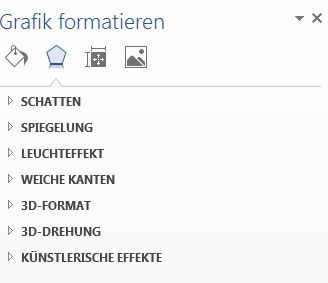 Grafik formatieren
SCHATTEN
SPIEGELUNG
LEUCHTEFFEKT
WEICHE KANTEN
3D-FORMAT
3D-DREHUNG
KÜNSTLERISCHE EFFEKTE